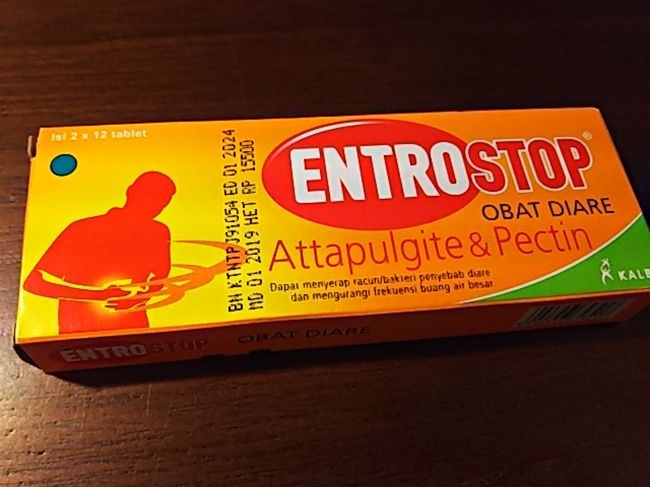 Isi 2 x 12 tablet
BN KTNTPJ91054 ED 01 2024
MD 01 2019 HET RP 15500
ENTROSTOP®
OBAT DIARE
Attapulgite & Pectin
Dapat menyerap racun/bakteri penyebab diare
dan mengurangi frekuensi buang air besar
KALB
ENTROSTOP OBAT DIARE